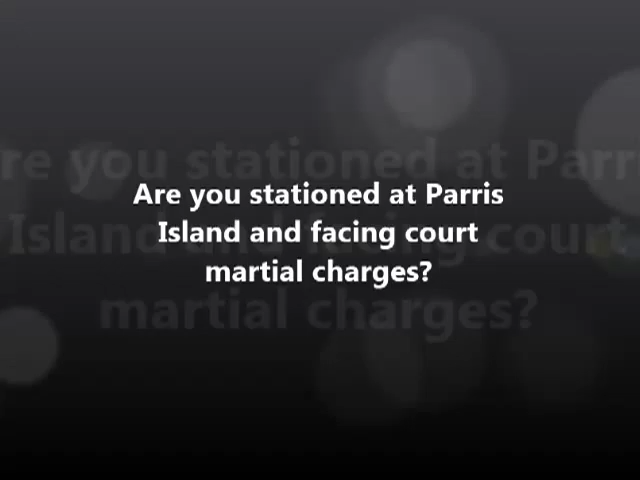 Are you stationed at Parris
Island and facing court
martial charges?